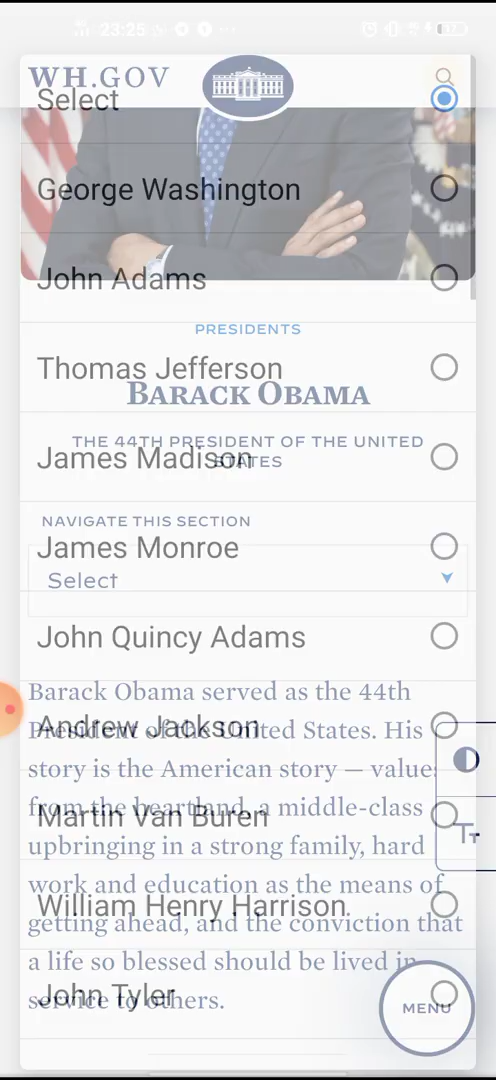 23:25
WH.GOV
Select
George Washington
John Adams
PRESIDENTS
Thomas Jefferson
BARACK OBAMA
THE 44TH PRESIDENT OF THE UNITED
STATES
James Madison
NAVIGATE THIS SECTION
James Monroe
Select
John Quincy Adams
Barack Obama served as the 44th
President of the United States. His
Andrew Jackson
story is the American story — values
from the heartland, a middle-class
Martin Van Buren
upbringing in a strong family, hard
work and education as the means of
William Henry Harrison
getting ahead, and the conviction that
a life so blessed should be lived in
service to others.
John Tyler
MENU